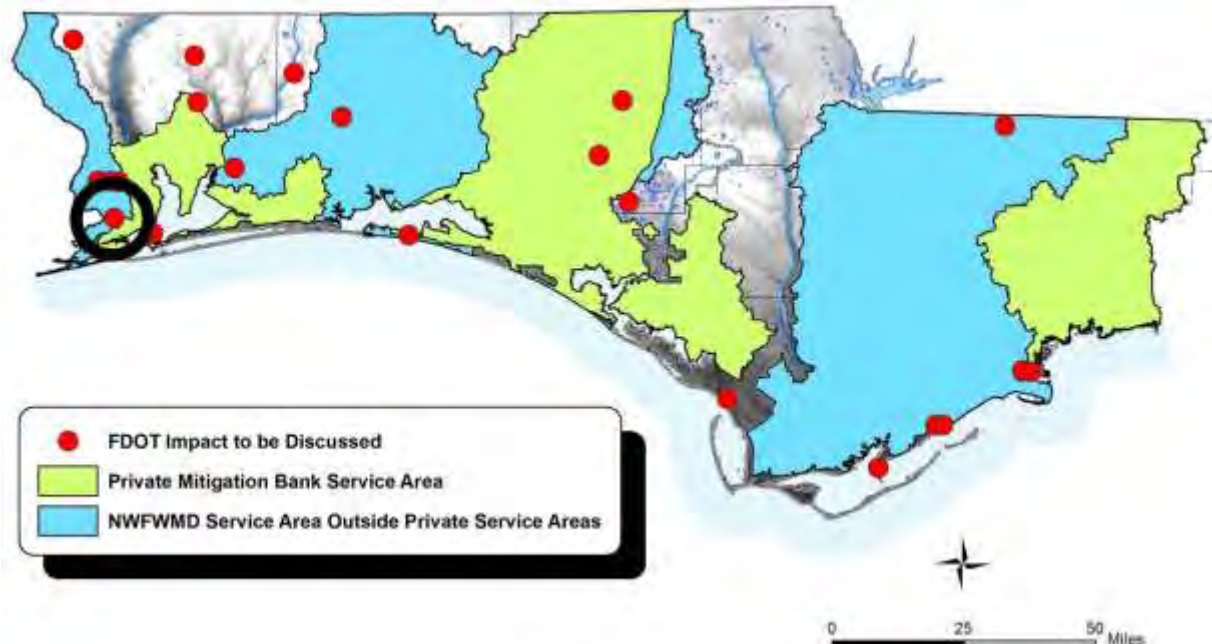 FDOT Impact to be Discussed
Private Mitigation Bank Service Area
NWFWMD Service Area Outside Private Service Areas
0 25 50
Miles